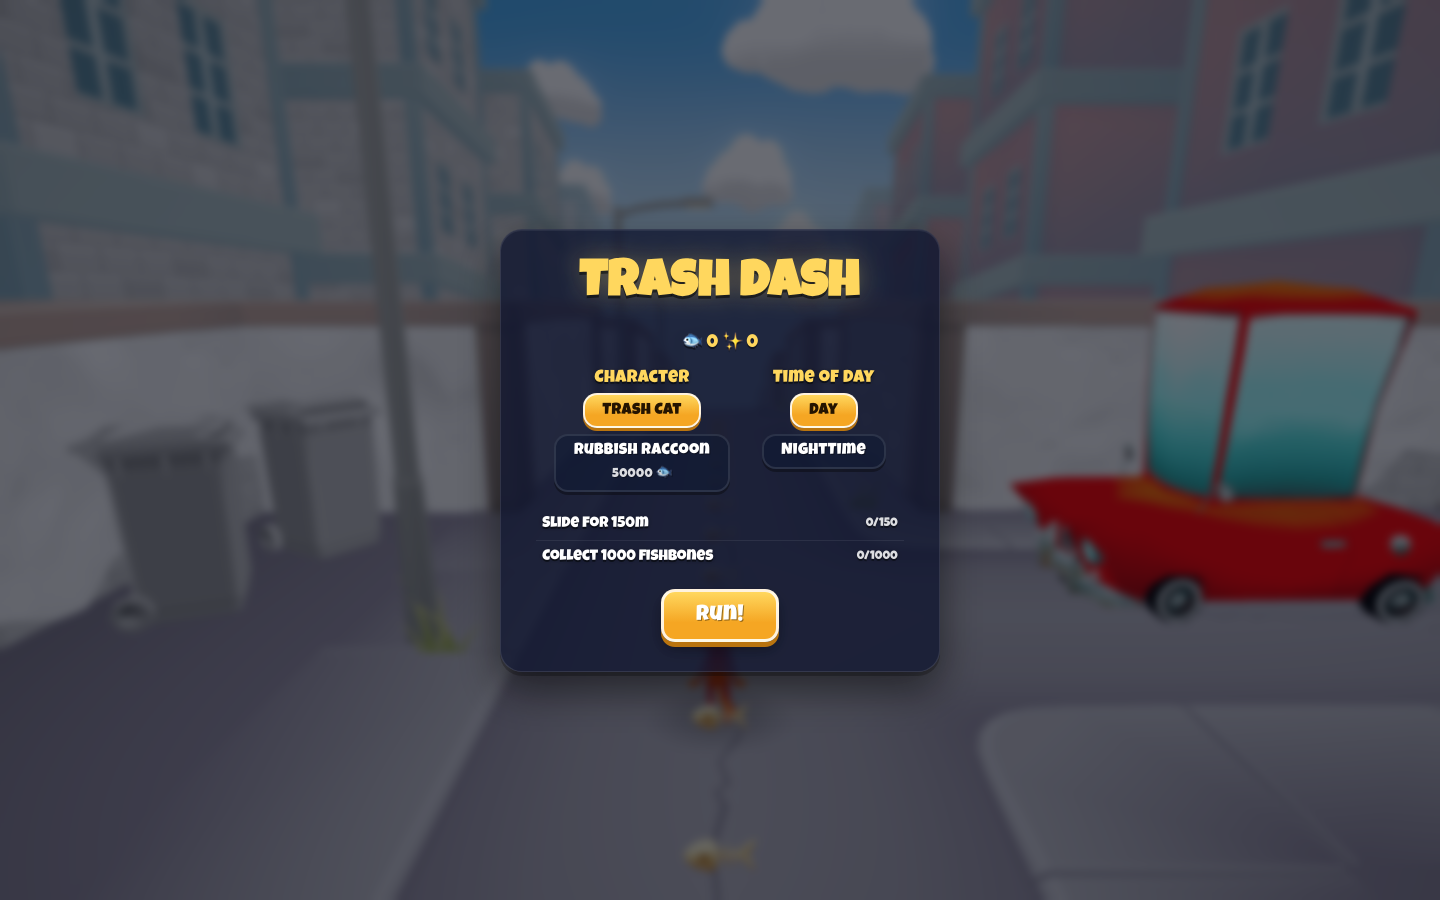 TRASH DASH
0 0
CHARACTER
TIME OF DAY
TRASH CAT
DAY
RUBBISH RACCOON
50000
NIGHTTIME
SLIDE FOR 150M
0/150
COLLECT 1000 FISHBONES
0/1000
RUN!